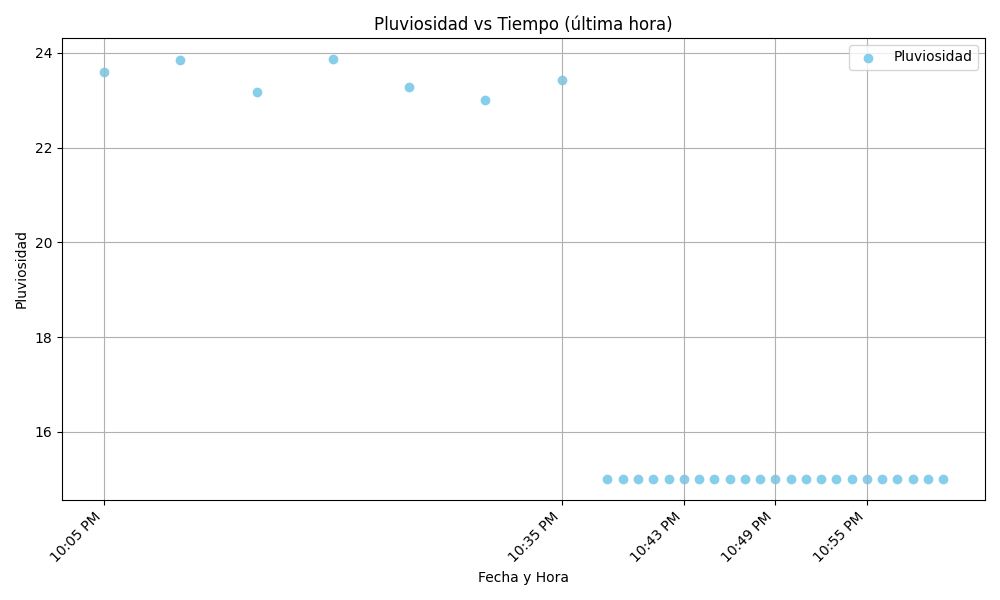 Pluviosidad vs Tiempo (última hora)
Pluviosidad
24
22
20
18
16
Pluviosidad
10:05 PM
10:35 PM
10:43 PM
10:49 PM
10:55 PM
Fecha y Hora